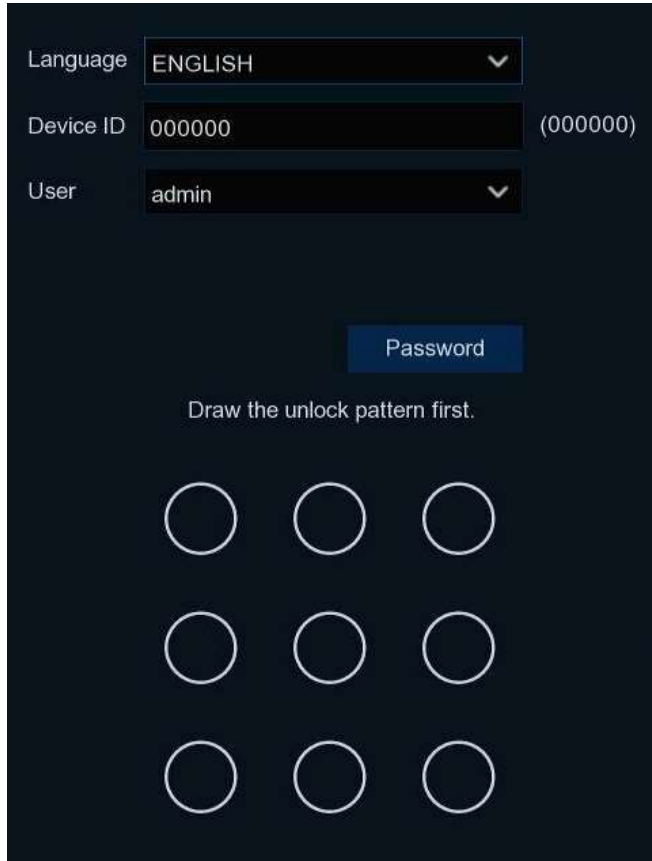 Language ENGLISH
Device ID 000000 (000000)
User admin
Password
Draw the unlock pattern first.